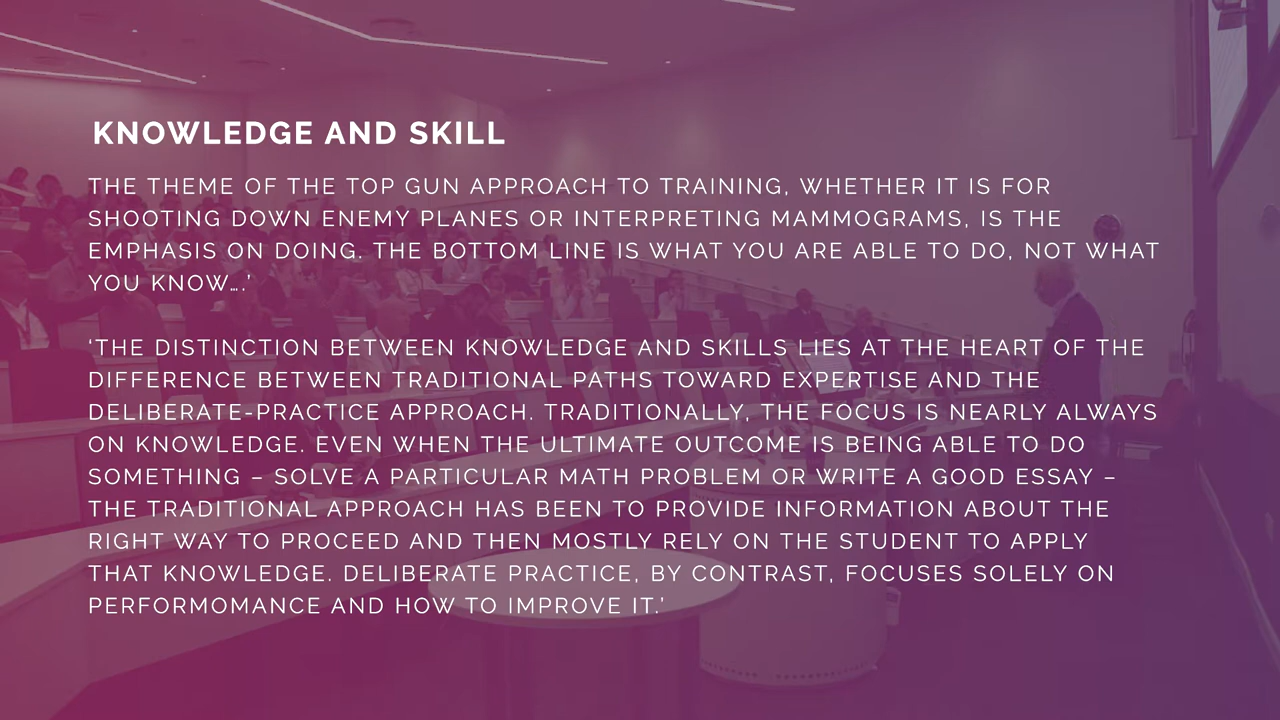 KNOWLEDGE AND SKILL
THE THEME OF THE TOP GUN APPROACH TO TRAINING, WHETHER IT IS FOR
SHOOTING DOWN ENEMY PLANES OR INTERPRETING MAMMOGRAMS, IS THE
EMPHASIS ON DOING. THE BOTTOM LINE IS WHAT YOU ARE ABLE TO DO, NOT WHAT
YOU KNOW….’
‘THE DISTINCTION BETWEEN KNOWLEDGE AND SKILLS LIES AT THE HEART OF THE
DIFFERENCE BETWEEN TRADITIONAL PATHS TOWARD EXPERTISE AND THE
DELIBERATE-PRACTICE APPROACH. TRADITIONALLY, THE FOCUS IS NEARLY ALWAYS
ON KNOWLEDGE. EVEN WHEN THE ULTIMATE OUTCOME IS BEING ABLE TO DO
SOMETHING – SOLVE A PARTICULAR MATH PROBLEM OR WRITE A GOOD ESSAY –
THE TRADITIONAL APPROACH HAS BEEN TO PROVIDE INFORMATION ABOUT THE
RIGHT WAY TO PROCEED AND THEN MOSTLY RELY ON THE STUDENT TO APPLY
THAT KNOWLEDGE. DELIBERATE PRACTICE, BY CONTRAST, FOCUSES SOLELY ON
PERFORMOMANCE AND HOW TO IMPROVE IT.’